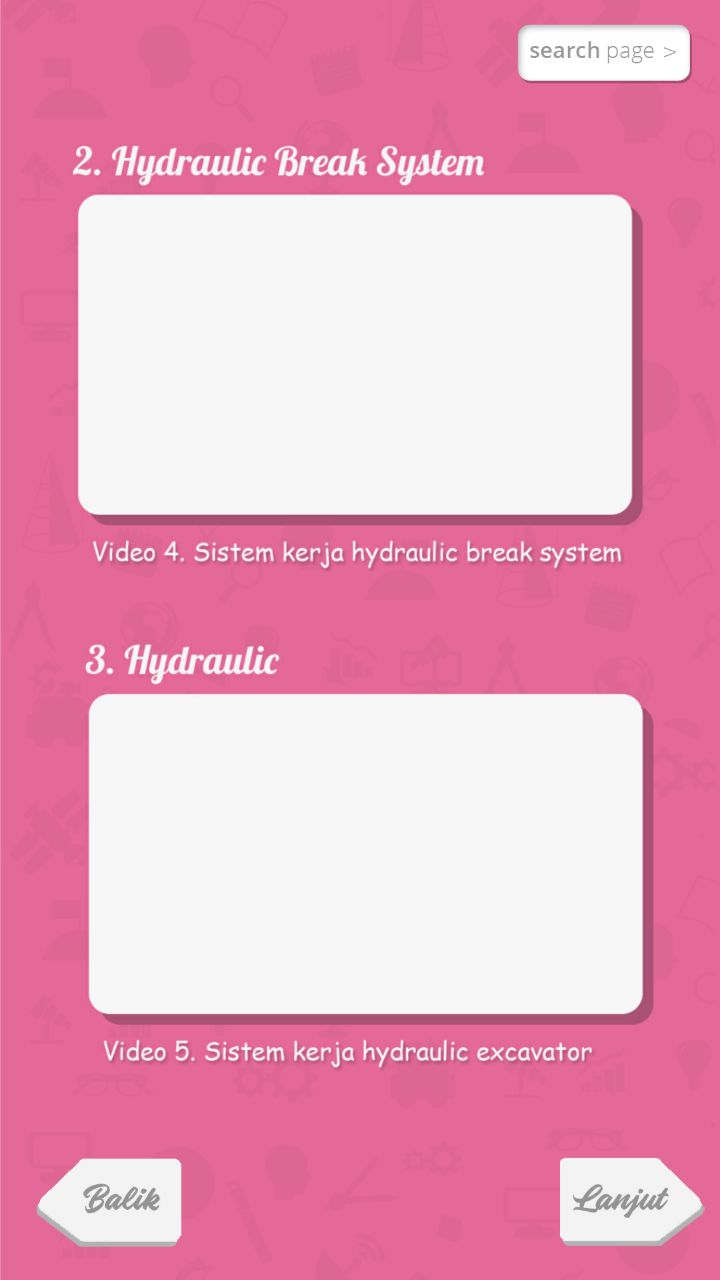 search page >
2. Hydraulic Break System
Video 4. Sistem kerja hydraulic break system
3. Hydraulic
Video 5. Sistem kerja hydraulic excavator
Balik
Lanjut